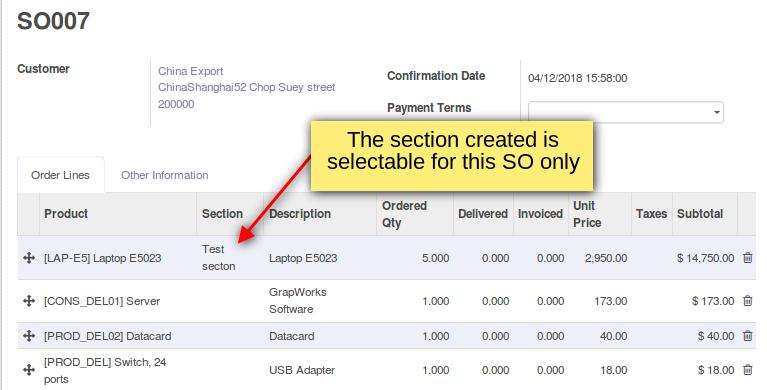 SO007
Customer
China Export
ChinaShanghai52 Chop Suey street
200000
Confirmation Date
04/12/2018 15:58:00
Payment Terms
The section created is
selectable for this SO only
Order Lines Other Information
Product Section Description Ordered Qty Delivered Invoiced Unit Price Taxes Subtotal
[LAP-E5] Laptop E5023 Test secton Laptop E5023 5.000 0.000 0.000 2,950.00 $ 14,750.00
[CONS_DEL01] Server GrapWorks Software 1.000 0.000 0.000 173.00 $ 173.00
[PROD_DEL02] Datacard Datacard 1.000 0.000 0.000 40.00 $ 40.00
[PROD_DEL] Switch, 24 ports USB Adapter 1.000 0.000 0.000 18.00 $ 18.00